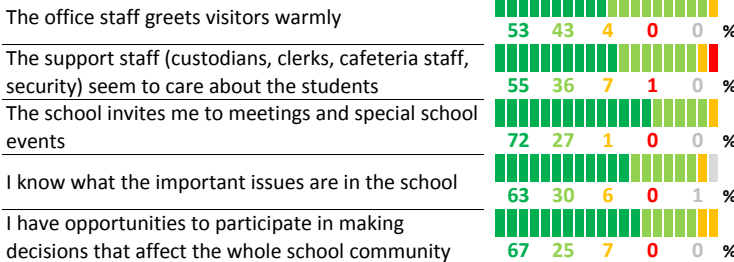 The office staff greets visitors warmly
53 43 4 0 0 %
The support staff (custodians, clerks, cafeteria staff,
security) seem to care about the students
55 36 7 1 0 %
The school invites me to meetings and special school
events
72 27 1 0 0 %
I know what the important issues are in the school
63 30 6 0 1 %
I have opportunities to participate in making
decisions that affect the whole school community
67 25 7 0 0 %